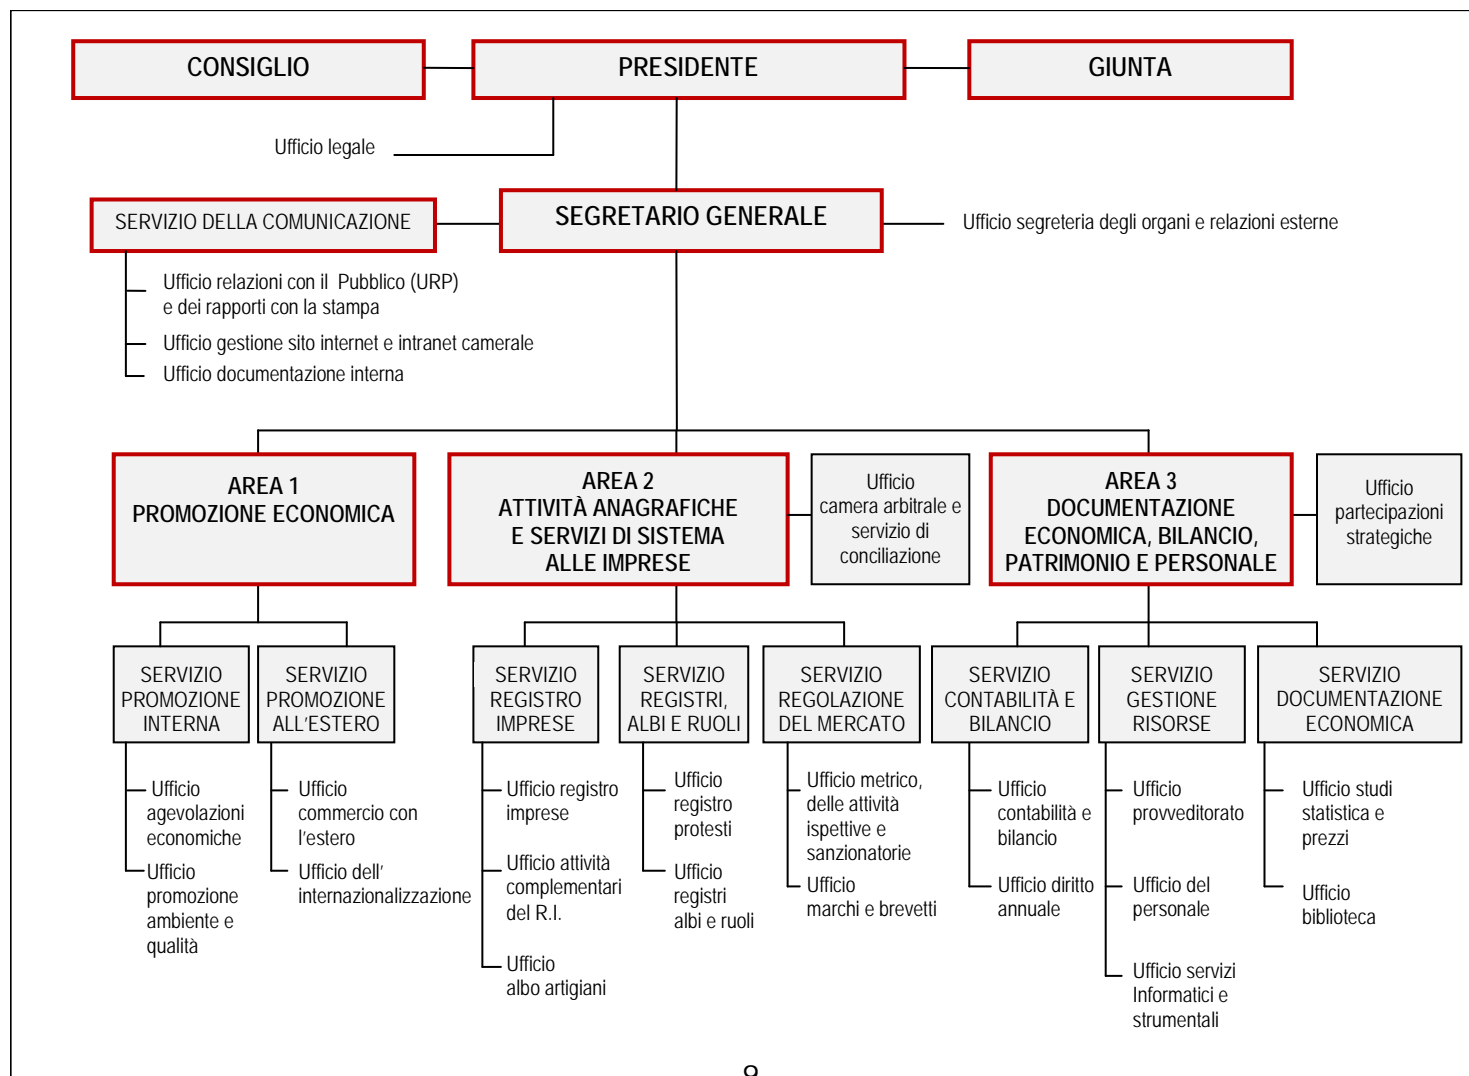 CONSIGLIO
PRESIDENTE
GIUNTA
Ufficio legale
SERVIZIO DELLA COMUNICAZIONE
SEGRETARIO GENERALE
Ufficio segreteria degli organi e relazioni esterne
Ufficio relazioni con il Pubblico (URP)
e dei rapporti con la stampa
Ufficio gestione sito internet e intranet camerale
Ufficio documentazione interna
AREA 1
PROMOZIONE ECONOMICA
AREA 2
ATTIVITÀ ANAGRAFICHE
E SERVIZI DI SISTEMA
ALLE IMPRESE
Ufficio
camera arbitrale e
servizio di
conciliazione
AREA 3
DOCUMENTAZIONE
ECONOMICA, BILANCIO,
PATRIMONIO E PERSONALE
Ufficio
partecipazioni
strategiche
SERVIZIO
PROMOZIONE
INTERNA
SERVIZIO
PROMOZIONE
ALL'ESTERO
SERVIZIO
REGISTRO
IMPRESE
SERVIZIO
REGISTRI,
ALBI E RUOLI
SERVIZIO
REGOLAZIONE
DEL MERCATO
SERVIZIO
CONTABILITÀ E
BILANCIO
SERVIZIO
GESTIONE
RISORSE
SERVIZIO
DOCUMENTAZIONE
ECONOMICA
Ufficio
agevolazioni
economiche
Ufficio
promozione
ambiente e
qualità
Ufficio
commercio con
l'estero
Ufficio dell'
internazionalizzazione
Ufficio registro
imprese
Ufficio attività
complementari
del R.I.
Ufficio
albo artigiani
Ufficio
registro
protesti
Ufficio
registri
albi e ruoli
Ufficio metrico,
delle attività
ispettive e
sanzionatorie
Ufficio
marchi e brevetti
Ufficio
contabilità e
bilancio
Ufficio diritto
annuale
Ufficio
provveditorato
Ufficio del
personale
Ufficio servizi
Informatici e
strumentali
Ufficio studi
statistica e
prezzi
Ufficio
biblioteca
9